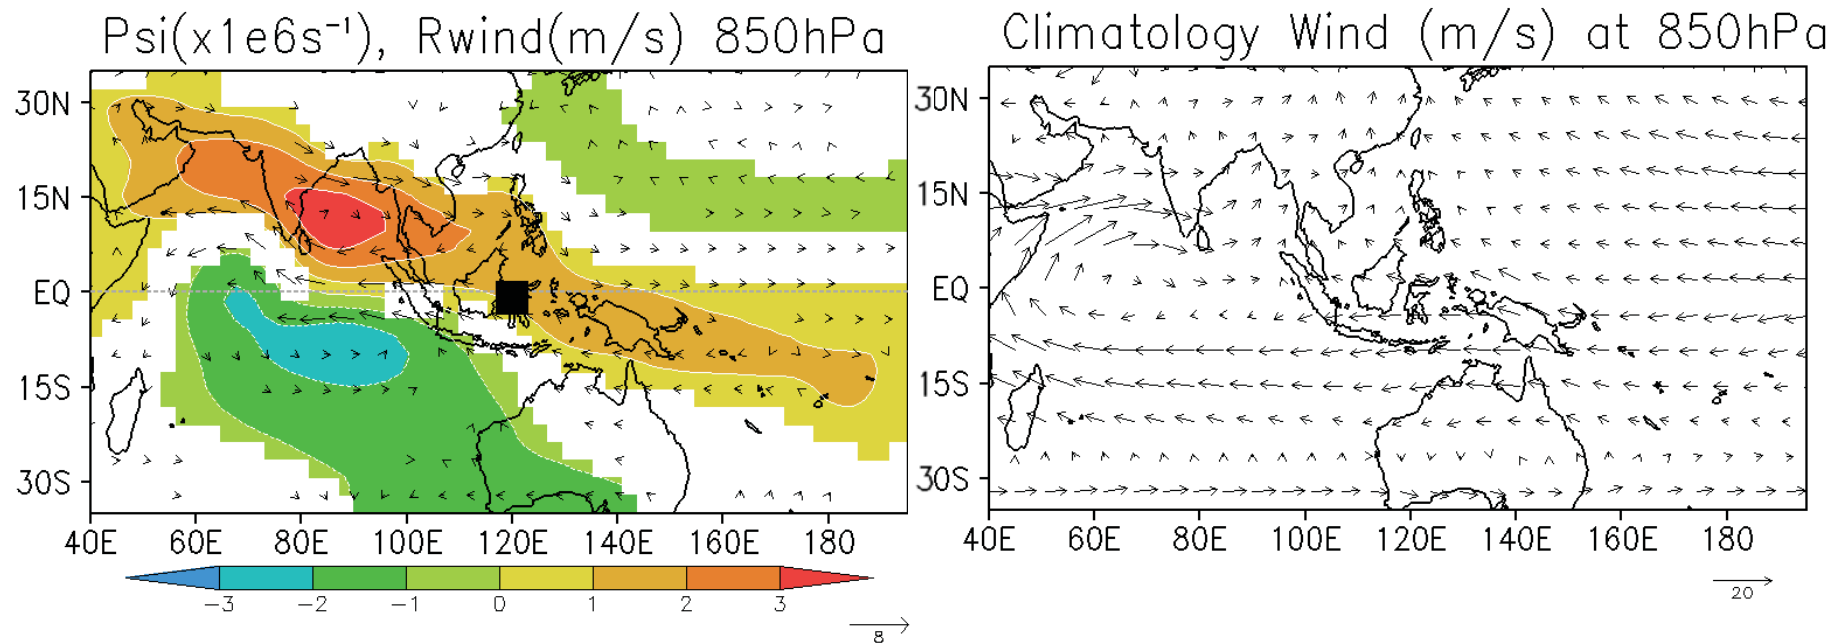 Psi(x1e6s⁻¹), Rwind(m/s) 850hPa
30N
15N
EQ
15S
30S
40E 60E 80E 100E 120E 140E 160E 180
−3 −2 −1 0 1 2 3
8
Climatology Wind (m/s) at 850hPa
30N
15N
EQ
15S
30S
40E 60E 80E 100E 120E 140E 160E 180
20